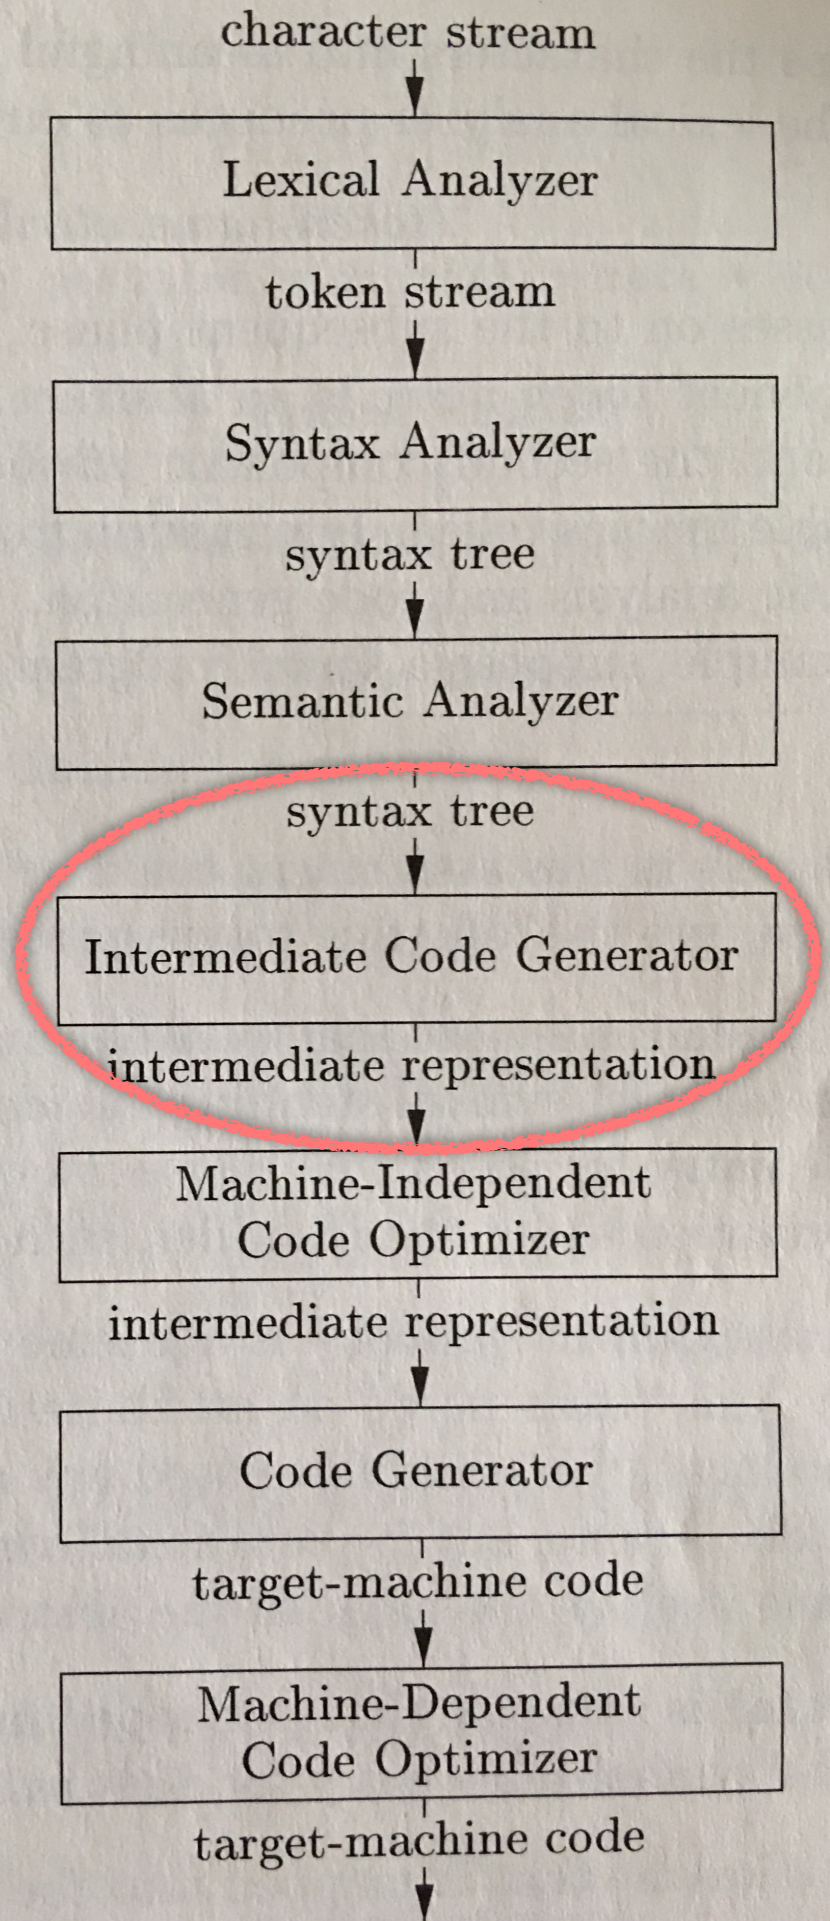 character stream
Lexical Analyzer
token stream
Syntax Analyzer
syntax tree
Semantic Analyzer
syntax tree
Intermediate Code Generator
intermediate representation
Machine-Independent
Code Optimizer
intermediate representation
Code Generator
target-machine code
Machine-Dependent
Code Optimizer
target-machine code